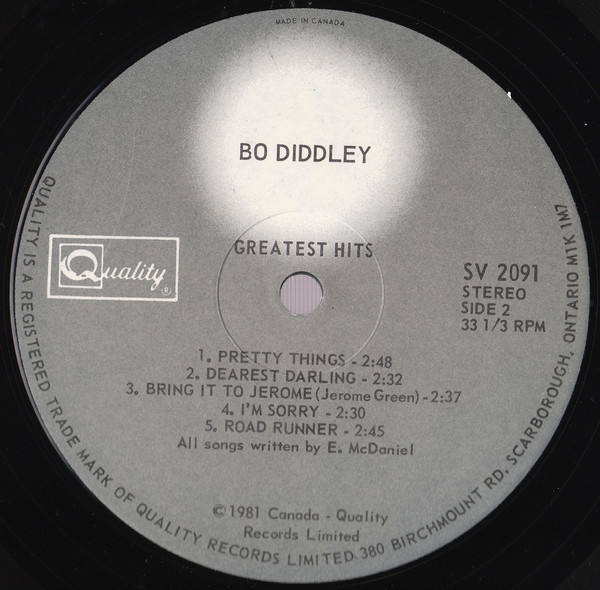 MADE IN CANADA
BO DIDDLEY
GREATEST HITS
Quality®
SV 2091
STEREO
SIDE 2
33 1/3 RPM
1. PRETTY THINGS - 2:48
2. DEAREST DARLING - 2:32
3. BRING IT TO JEROME (Jerome Green) - 2:37
4. I'M SORRY - 2:30
5. ROAD RUNNER - 2:45
All songs written by E. McDaniel
©1981 Canada - Quality
Records Limited
QUALITY IS A REGISTERED TRADE MARK OF QUALITY RECORDS LIMITED. 380 BIRCHMOUNT RD. SCARBOROUGH, ONTARIO M1K 1M7